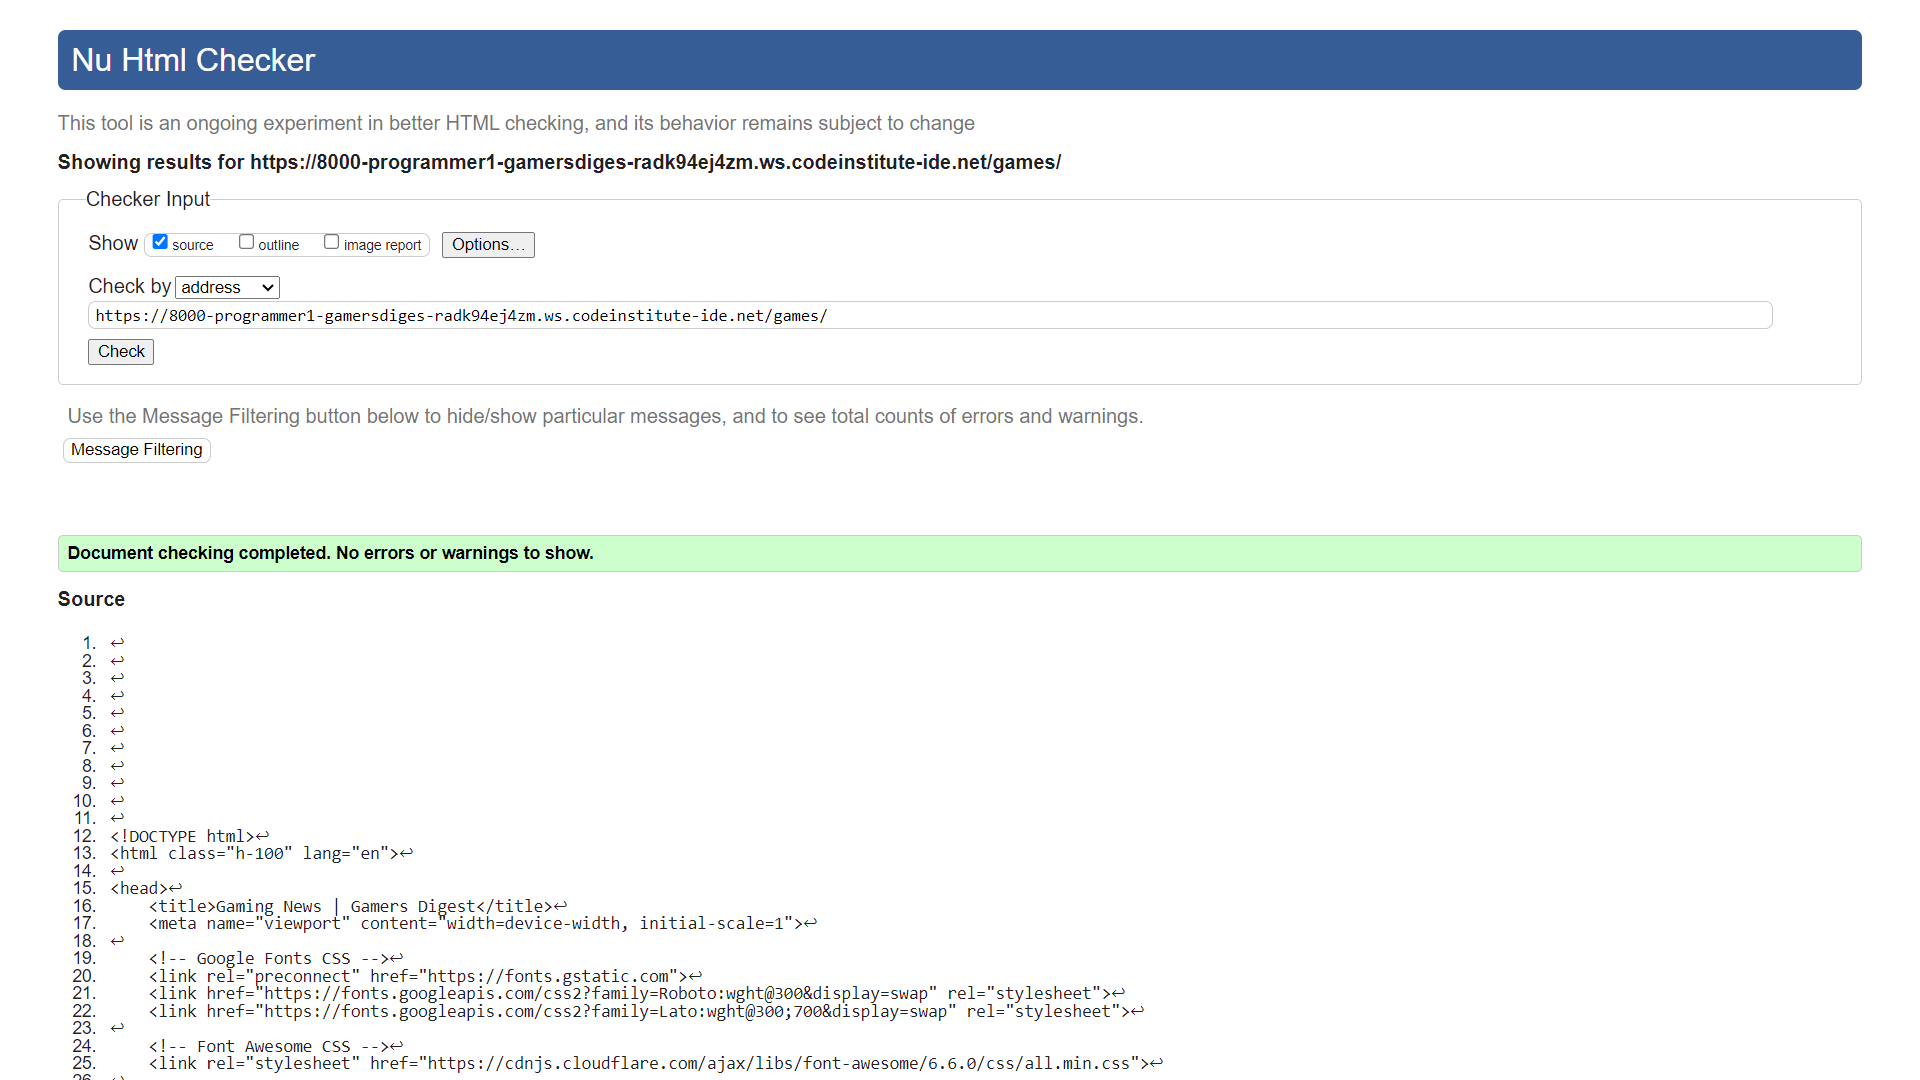 Nu Html Checker
This tool is an ongoing experiment in better HTML checking, and its behavior remains subject to change
Showing results for https://8000-programmer1-gamersdiges-radk94ej4zm.ws.codeinstitute-ide.net/games/
Checker Input
Show source outline image report Options...
Check by address
https://8000-programmer1-gamersdiges-radk94ej4zm.ws.codeinstitute-ide.net/games/
Check
Use the Message Filtering button below to hide/show particular messages, and to see total counts of errors and warnings.
Message Filtering
Document checking completed. No errors or warnings to show.
Source
1. ↩
2. ↩
3. ↩
4. ↩
5. ↩
6. ↩
7. ↩
8. ↩
9. ↩
10. ↩
11. ↩
12. <!DOCTYPE html>↩
13. <html class="h-100" lang="en">↩
14. ↩
15. <head>↩
16. <title>Gaming News | Gamers Digest</title>↩
17. <meta name="viewport" content="width=device-width, initial-scale=1">↩
18. ↩
19. <!-- Google Fonts CSS -->↩
20. <link rel="preconnect" href="https://fonts.gstatic.com">↩
21. <link href="https://fonts.googleapis.com/css2?family=Roboto:wght@300&display=swap" rel="stylesheet">↩
22. <link href="https://fonts.googleapis.com/css2?family=Lato:wght@300;700&display=swap" rel="stylesheet">↩
23. ↩
24. <!-- Font Awesome CSS -->↩
25. <link rel="stylesheet" href="https://cdnjs.cloudflare.com/ajax/libs/font-awesome/6.6.0/css/all.min.css">↩
26. ↩